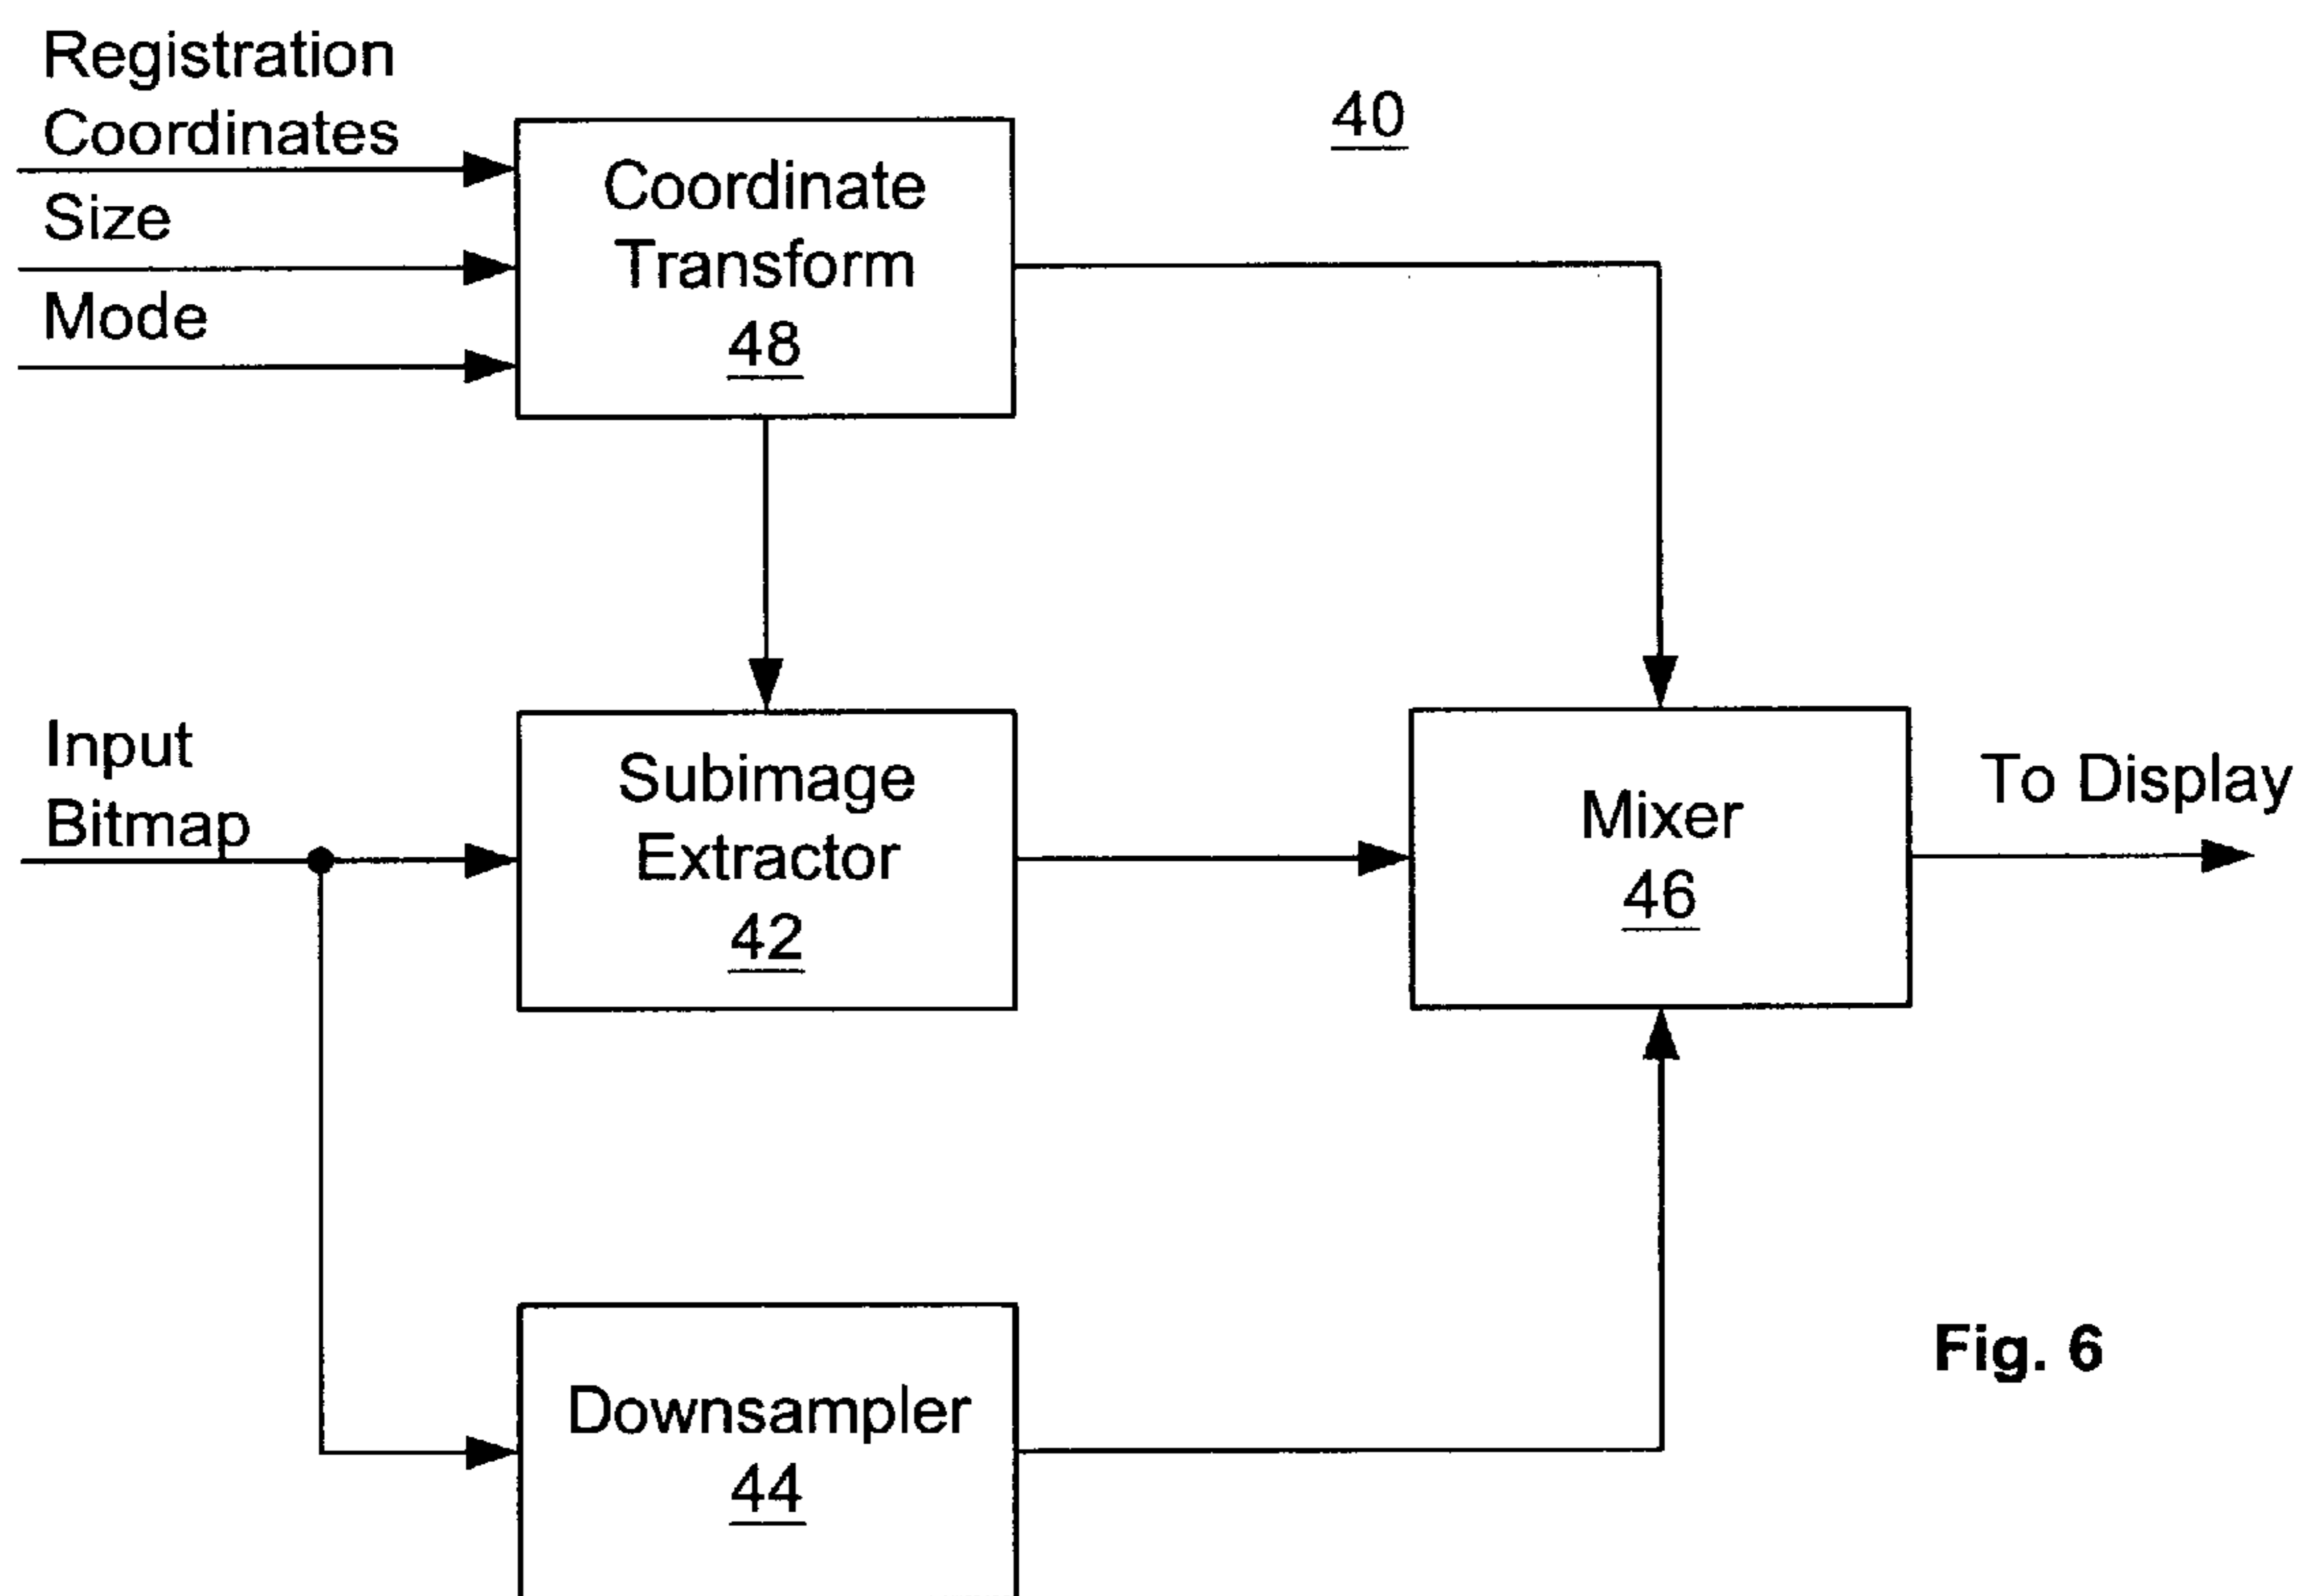 Registration
Coordinates
Size
Mode
Coordinate
Transform
48
40
Input
Bitmap
Subimage
Extractor
42
Mixer
46
To Display
Downsampler
44
Fig. 6